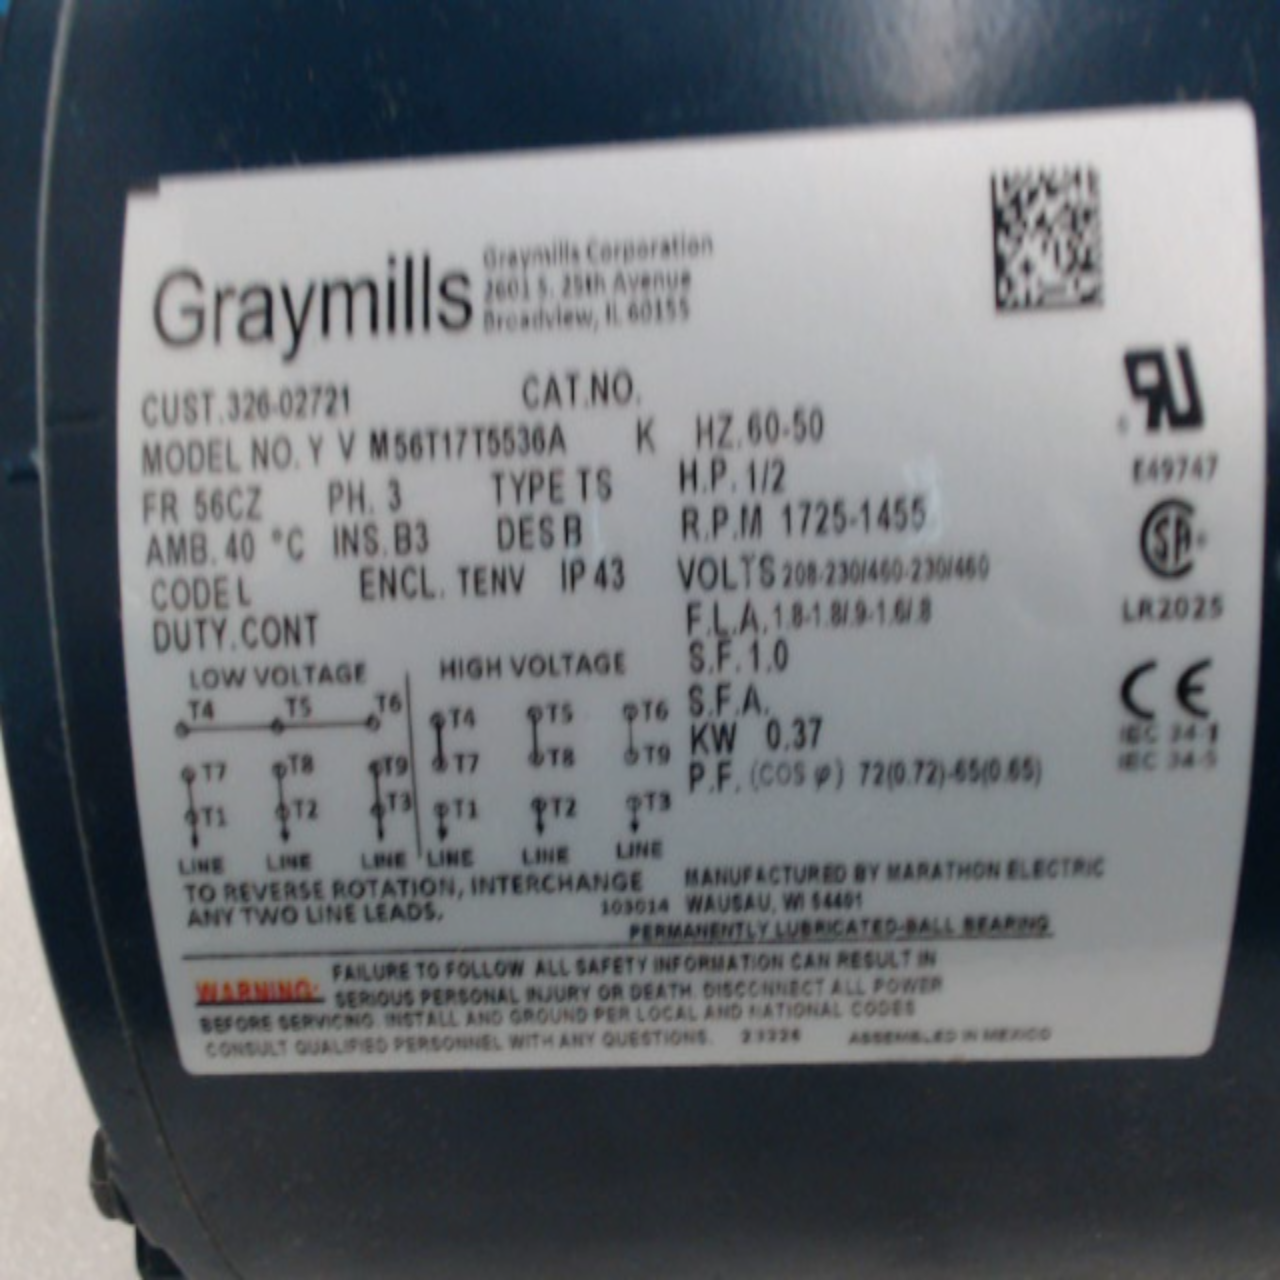 Graymills
Graymills Corporation
2601 S. 25th Avenue
Broadview, IL 60155
CUST.326-02721 CAT.NO.
MODEL NO. Y V M56T17T5536A K HZ.60-50
FR 56CZ PH. 3 TYPE TS H.P. 1/2
AMB. 40 °C INS.B3 DES B R.P.M 1725-1455
CODE L ENCL. TENV IP 43 VOLTS 208-230/460-230/460
DUTY.CONT F.L.A.1.8-1.8/.9-1.6/.8
S.F.1.0
S.F.A.
KW 0.37
P.F. (COS φ) 72(0.72)-65(0.65)
LOW VOLTAGE HIGH VOLTAGE
T4 T5 T6 T4 T5 T6
T7 T8 T9 T7 T8 T9
T1 T2 T3 T1 T2 T3
LINE LINE LINE LINE LINE LINE
TO REVERSE ROTATION, INTERCHANGE
ANY TWO LINE LEADS.
103014
MANUFACTURED BY MARATHON ELECTRIC
WAUSAU, WI 54401
PERMANENTLY LUBRICATED-BALL BEARING
WARNING: FAILURE TO FOLLOW ALL SAFETY INFORMATION CAN RESULT IN
SERIOUS PERSONAL INJURY OR DEATH. DISCONNECT ALL POWER
BEFORE SERVICING. INSTALL AND GROUND PER LOCAL AND NATIONAL CODES
CONSULT QUALIFIED PERSONNEL WITH ANY QUESTIONS. ASSEMBLED IN MEXICO
E49747
LR2025
CE
IEC 34-1
IEC 34-5